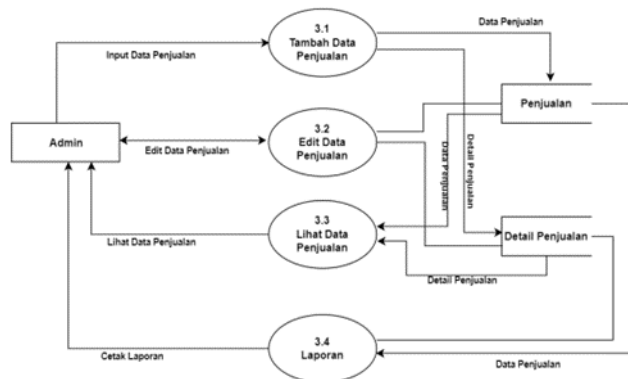 3.1
Tambah Data
Penjualan
Data Penjualan
Input Data Penjualan
Penjualan
Admin
3.2
Edit Data
Penjualan
Edit Data Penjualan
Data Penjualan
Detail Penjualan
3.3
Lihat Data
Penjualan
Detail Penjualan
Lihat Data Penjualan
Detail Penjualan
3.4
Laporan
Cetak Laporan
Data Penjualan